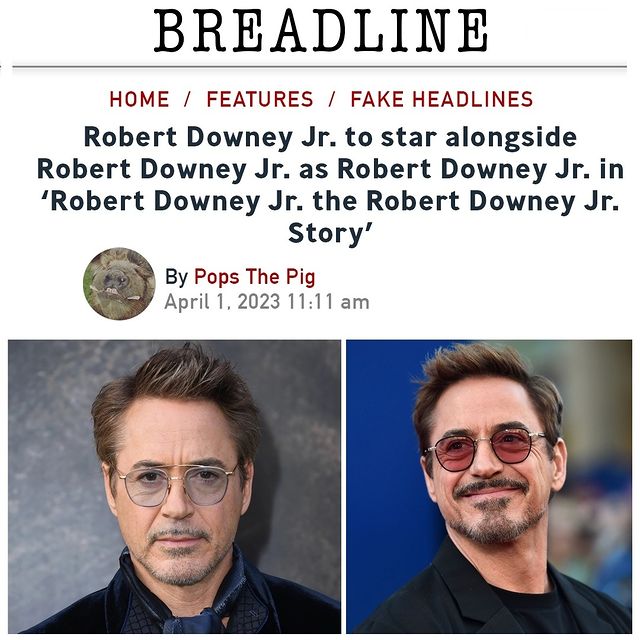 BREADLINE
HOME / FEATURES / FAKE HEADLINES
Robert Downey Jr. to star alongside
Robert Downey Jr. as Robert Downey Jr. in
‘Robert Downey Jr. the Robert Downey Jr.
Story’
By Pops The Pig
April 1, 2023 11:11 am